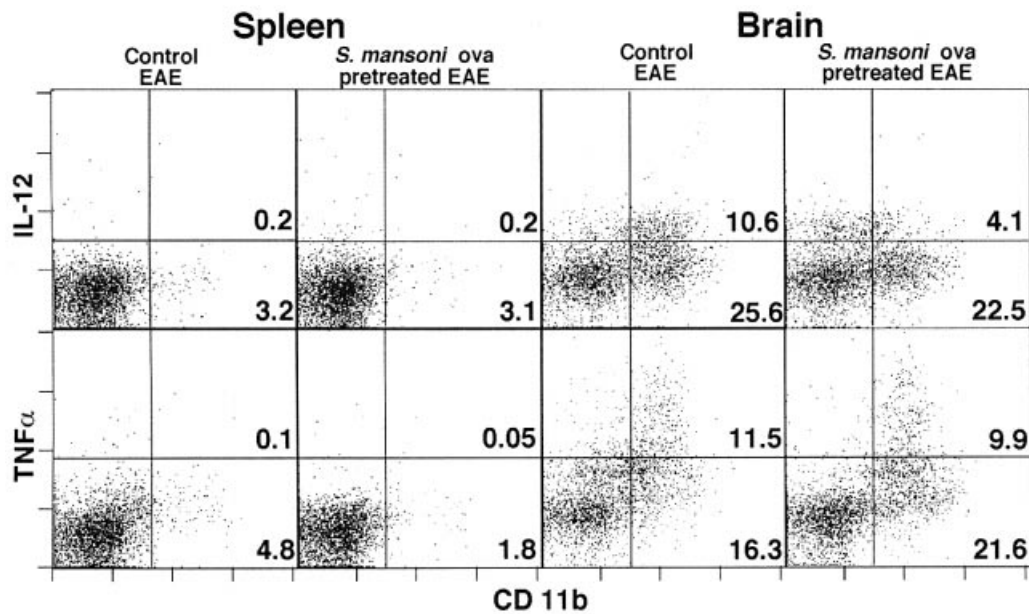 Spleen
Brain
Control
EAE
S. mansoni ova
pretreated EAE
Control
EAE
S. mansoni ova
pretreated EAE
IL-12
0.2
0.2
10.6
4.1
3.2
3.1
25.6
22.5
TNFα
0.1
0.05
11.5
9.9
4.8
1.8
16.3
21.6
CD 11b